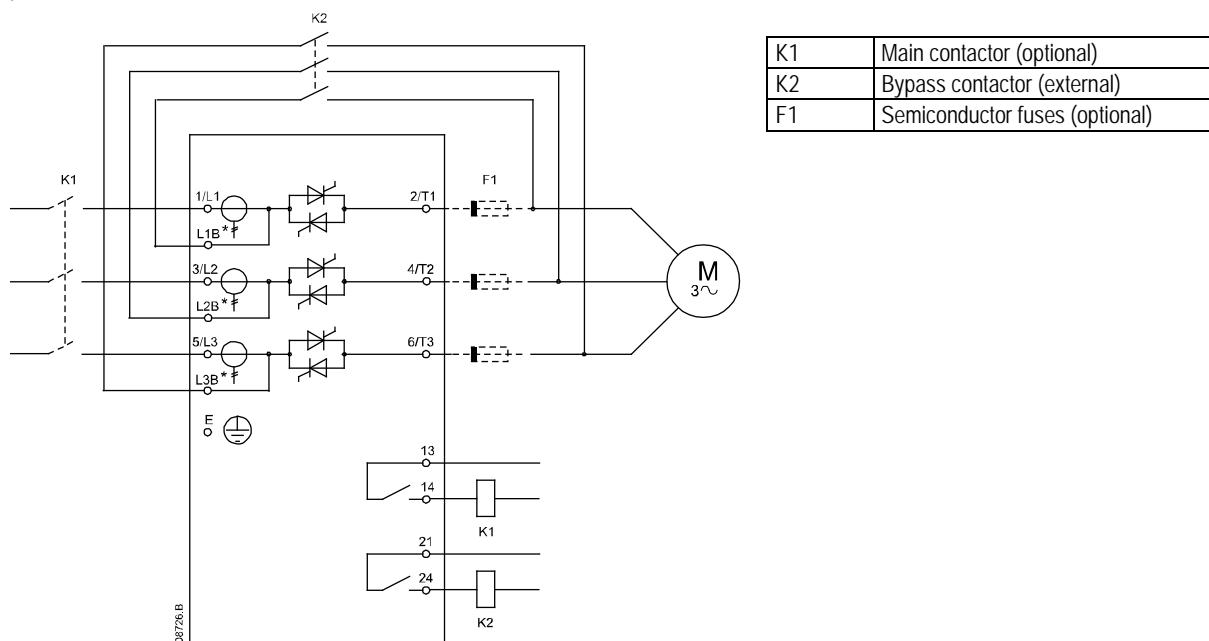 K2
K1 Main contactor (optional)
K2 Bypass contactor (external)
F1 Semiconductor fuses (optional)
K1
1/L1
2/T1
F1
L1B *
3/L2
4/T2
M
3~
L2B *
5/L3
6/T3
L3B *
E
13
14
K1
21
24
K2
08726.B